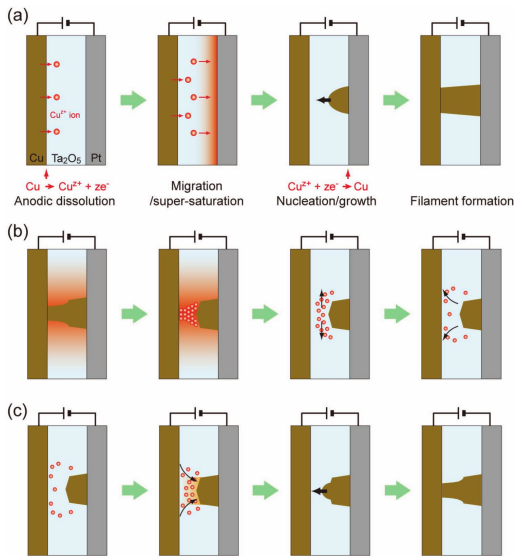 (a)
Cu^{z+} ion
Cu Ta₂O₅ Pt
Cu → Cu^{z+} + ze⁻
Anodic dissolution
Migration
/super-saturation
Cu^{z+} + ze⁻ → Cu
Nucleation/growth
Filament formation
(b)
(c)